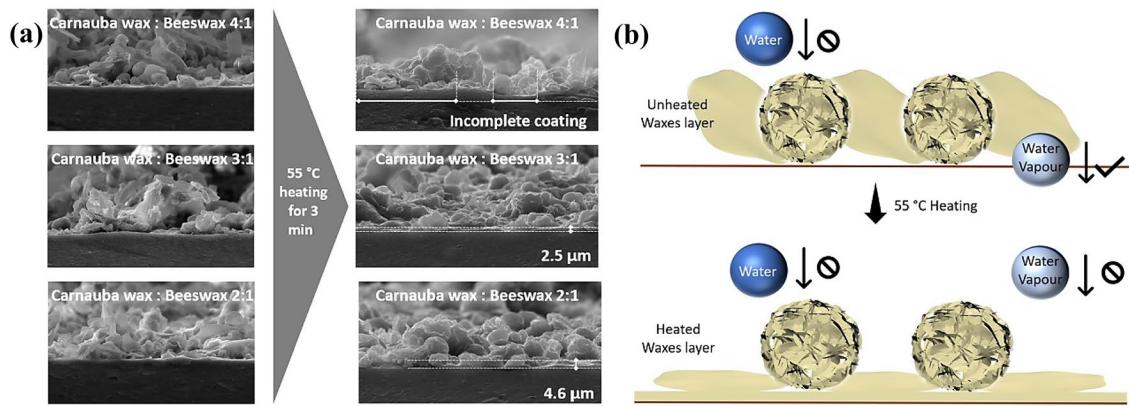 (a)
Carnauba wax : Beeswax 4:1
Carnauba wax : Beeswax 3:1
Carnauba wax : Beeswax 2:1
55 °C
heating
for 3
min
Carnauba wax : Beeswax 4:1
Incomplete coating
Carnauba wax : Beeswax 3:1
2.5 µm
Carnauba wax : Beeswax 2:1
4.6 µm
(b)
Water
Unheated
Waxes layer
Water
Vapour
55 °C Heating
Water
Water
Vapour
Heated
Waxes layer